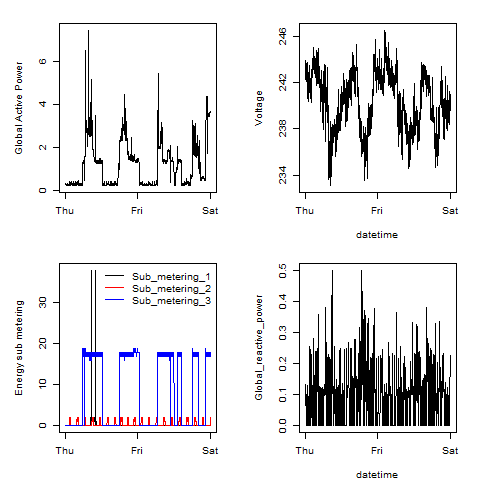 Global Active Power
6
4
2
0
Thu Fri Sat
Voltage
246
242
238
234
Thu Fri Sat
datetime
Energy sub metering
30
20
10
0
Sub_metering_1
Sub_metering_2
Sub_metering_3
Thu Fri Sat
Global_reactive_power
0.5
0.4
0.3
0.2
0.1
0.0
Thu Fri Sat
datetime